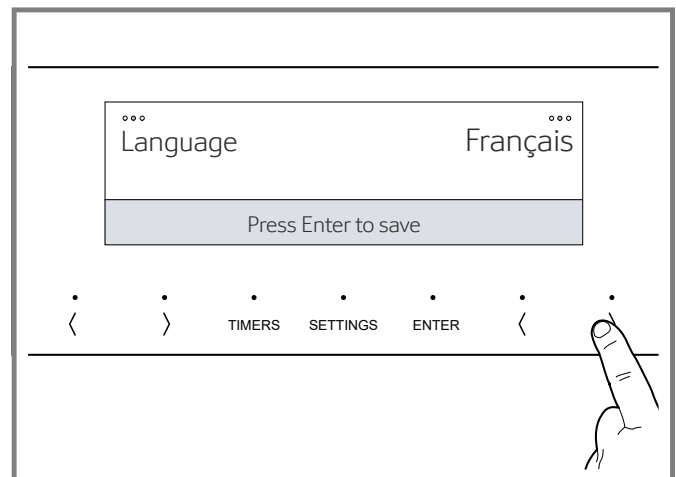 Language Français
Press Enter to save
〈 〉 TIMERS SETTINGS ENTER 〈